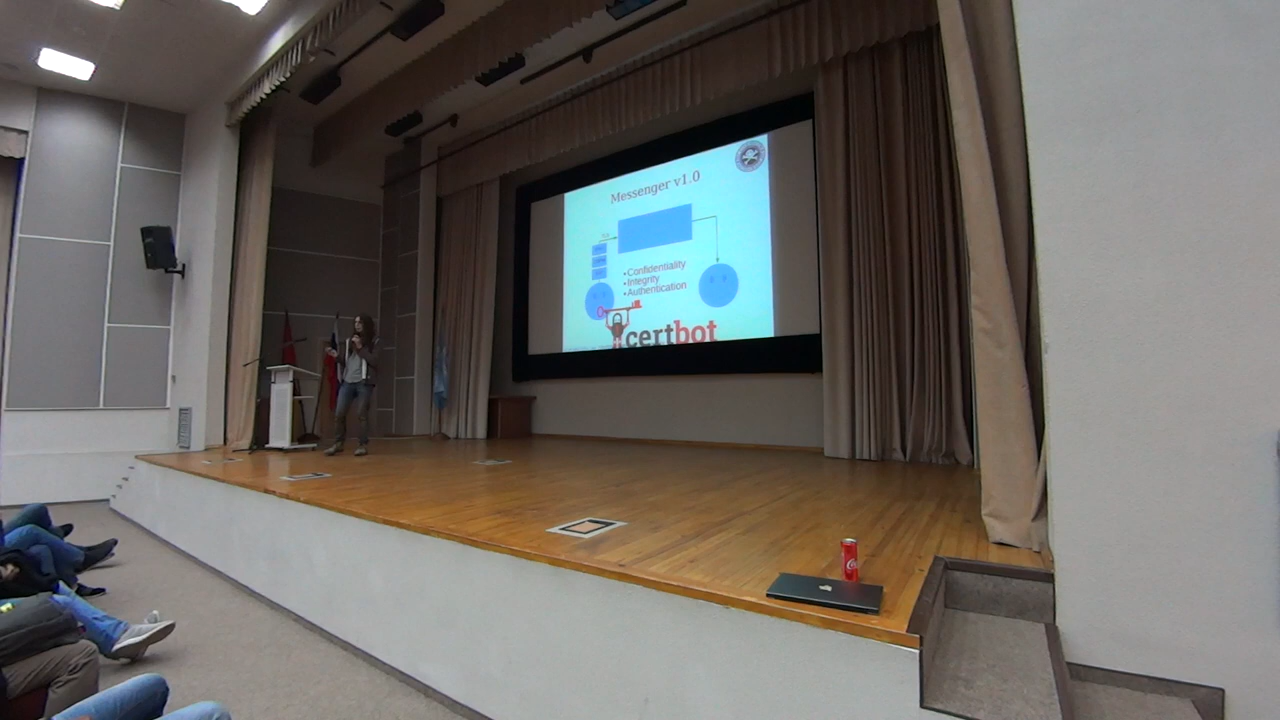 Messenger v1.0
•Confidentiality
•Integrity
•Authentication
certbot